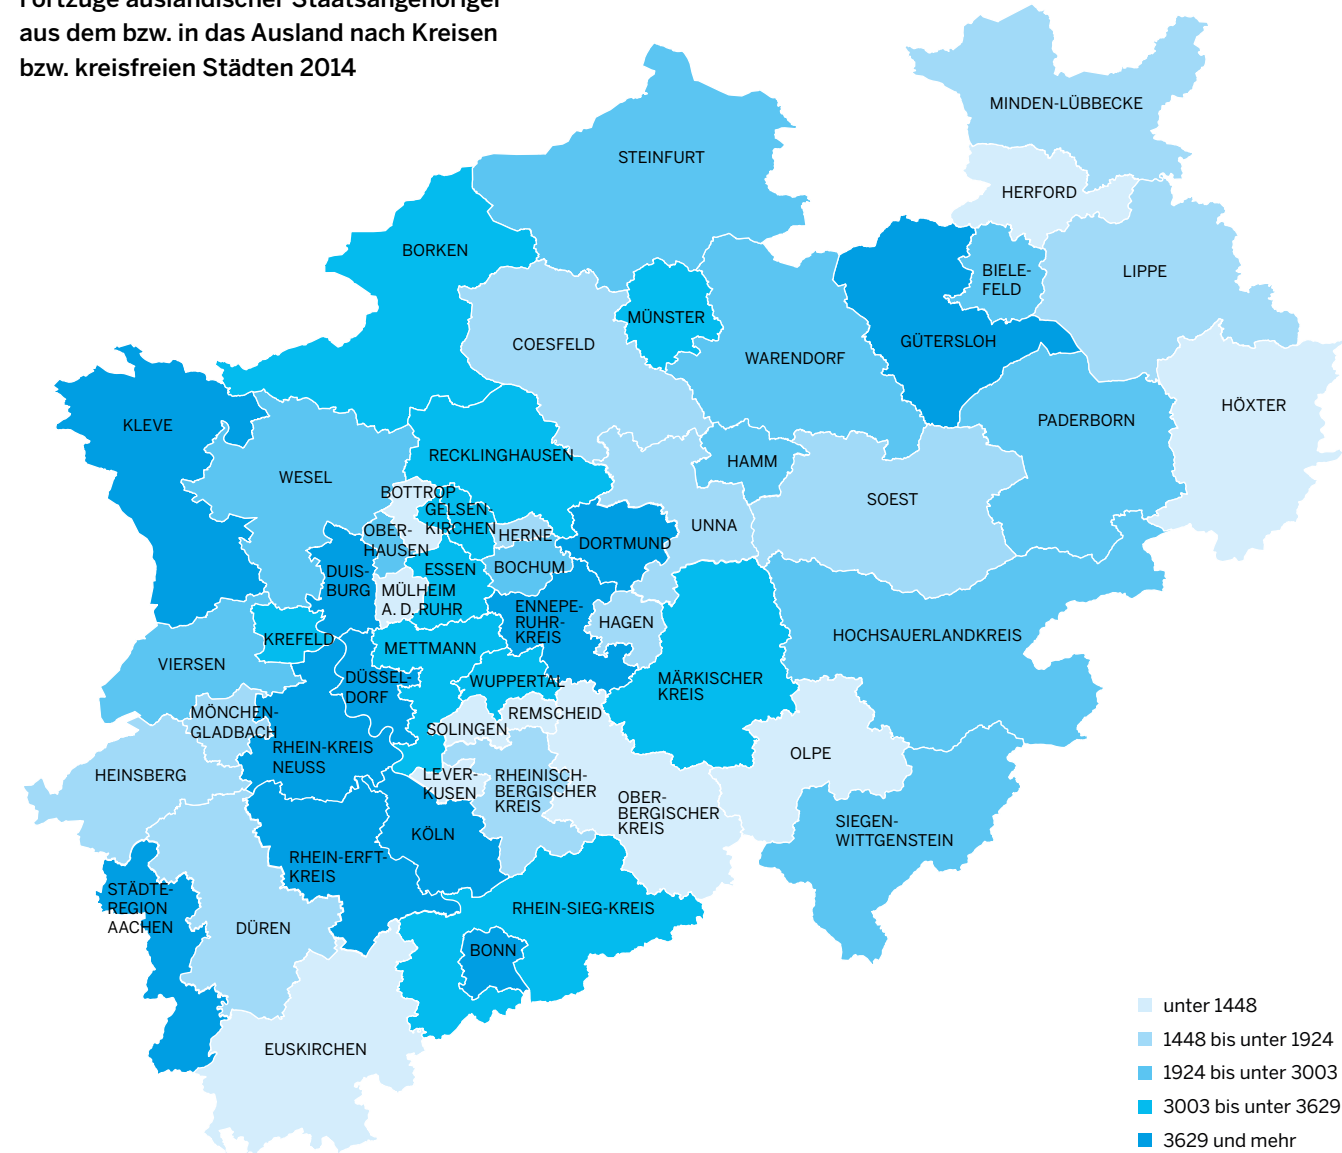 Fortzüge ausländischer Staatsangehöriger
aus dem bzw. in das Ausland nach Kreisen
bzw. kreisfreien Städten 2014
MINDEN-LÜBBECKE
STEINFURT
HERFORD
BORKEN
BIELE-
FELD
LIPPE
MÜNSTER
COESFELD
GÜTERSLOH
WARENDORF
HÖXTER
KLEVE
PADERBORN
RECKLINGHAUSEN
HAMM
WESEL
BOTTROP
SOEST
GELSEN-
KIRCHEN
UNNA
OBER-
HAUSEN
HERNE
DORTMUND
ESSEN
BOCHUM
DUIS-
BURG
MÜLHEIM
A. D. RUHR
ENNEPE-
RUHR-
KREIS
HAGEN
KREFELD
HOCHSAUERLANDKREIS
METTMANN
VIERSEN
DÜSSEL-
DORF
WUPPERTAL
MÄRKISCHER
KREIS
MÖNCHEN-
GLADBACH
REMSCHEID
SOLINGEN
RHEIN-KREIS
NEUSS
OLPE
HEINSBERG
LEVER-
KUSEN
RHEINISCH-
BERGISCHER
KREIS
OBER-
BERGISCHER
KREIS
KÖLN
SIEGEN-
WITTGENSTEIN
RHEIN-ERFT-
KREIS
STÄDTE-
REGION
AACHEN
RHEIN-SIEG-KREIS
DÜREN
BONN
EUSKIRCHEN
unter 1448
1448 bis unter 1924
1924 bis unter 3003
3003 bis unter 3629
3629 und mehr